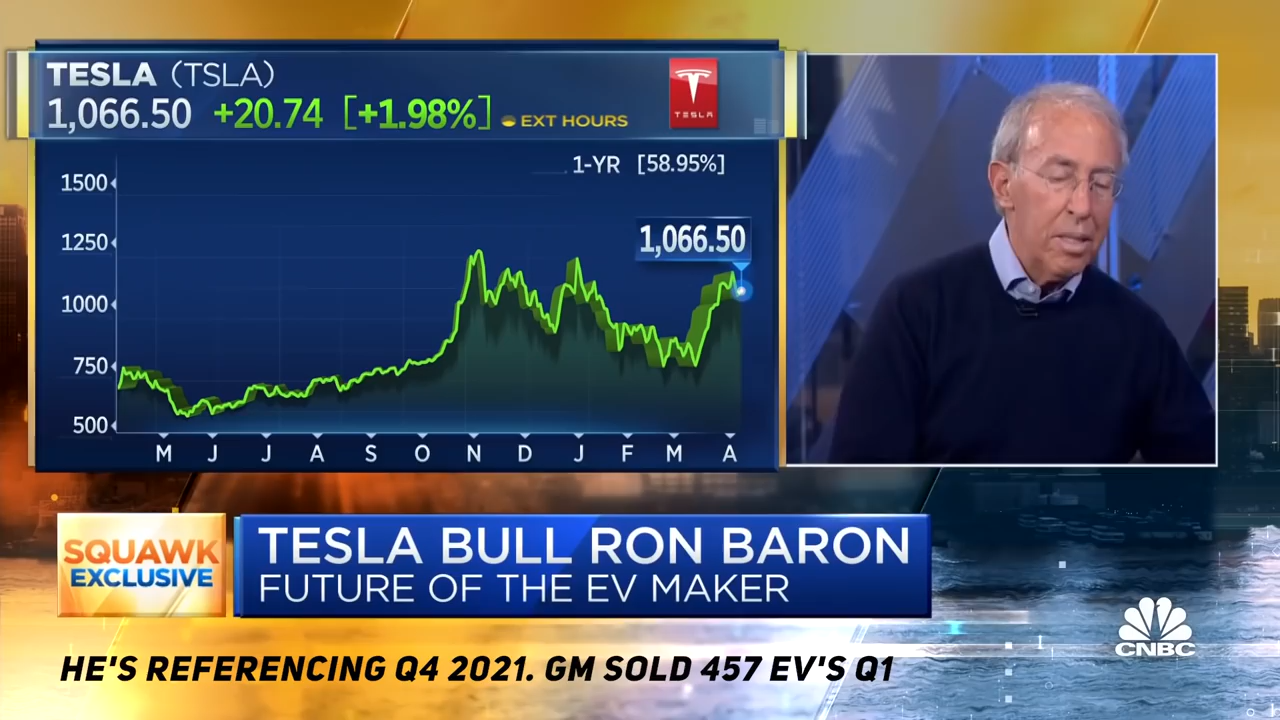 TESLA (TSLA)
1,066.50 +20.74 [+1.98%] EXT HOURS
TESLA
1-YR [58.95%]
1500
1250
1000
750
500
1,066.50
M J J A S O N D J F M A
SQUAWK
EXCLUSIVE
TESLA BULL RON BARON
FUTURE OF THE EV MAKER
CNBC
HE'S REFERENCING Q4 2021. GM SOLD 457 EV'S Q1